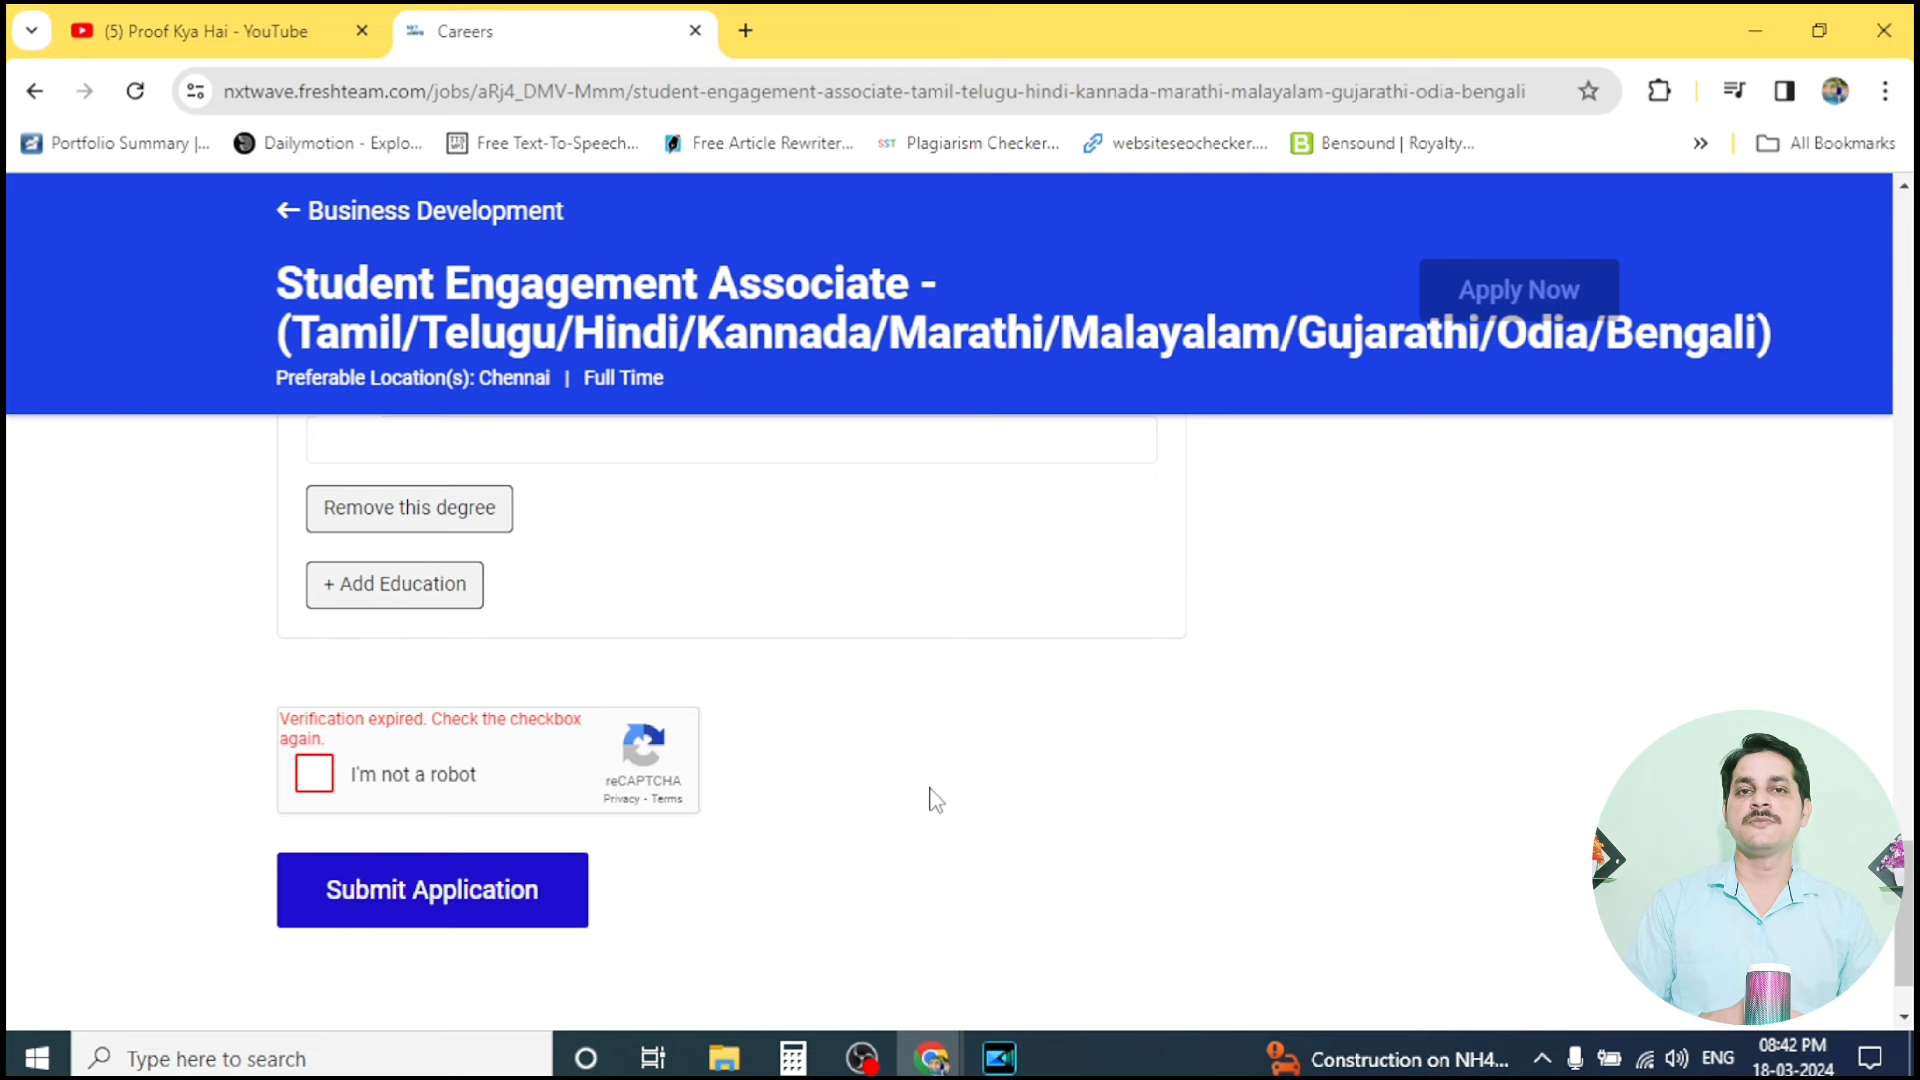 (5) Proof Kya Hai - YouTube
Careers
nxtwave.freshteam.com/jobs/aRj4_DMV-Mmm/student-engagement-associate-tamil-telugu-hindi-kannada-marathi-malayalam-gujarathi-odia-bengali
Portfolio Summary |...
Dailymotion - Explo...
Free Text-To-Speech...
Free Article Rewriter...
SST Plagiarism Checker...
websiteseochecker....
B Bensound | Royalty...
All Bookmarks
← Business Development
Student Engagement Associate -
(Tamil/Telugu/Hindi/Kannada/Marathi/Malayalam/Gujarathi/Odia/Bengali)
Apply Now
Preferable Location(s): Chennai | Full Time
Remove this degree
+ Add Education
Verification expired. Check the checkbox
again.
I'm not a robot
reCAPTCHA
Privacy - Terms
Submit Application
Type here to search
Construction on NH4...
ENG
08:42 PM
18-03-2024